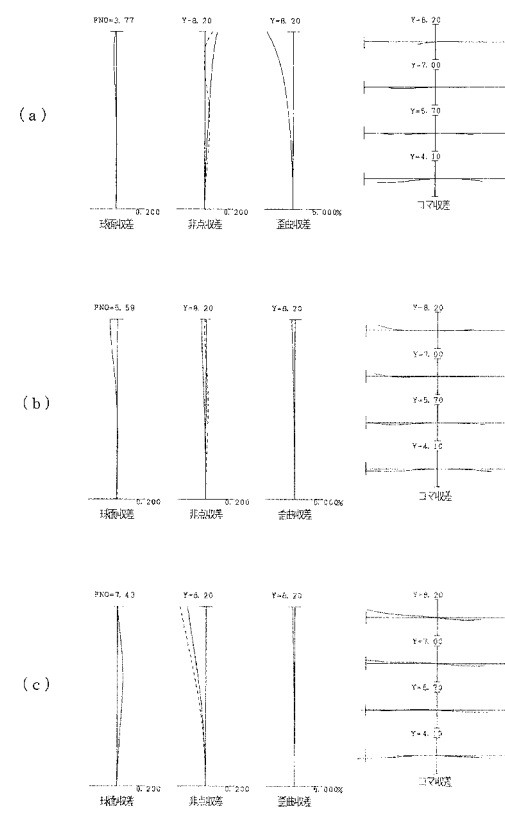 (a)
FNO=3.77
Y=8.20
Y=8.20
0.200
0.200
5.000%
球面収差
非点収差
歪曲収差
Y=8.20
Y=7.00
Y=5.70
Y=4.10
コマ収差
(b)
FNO=5.59
Y=8.20
Y=8.20
0.200
0.200
5.000%
球面収差
非点収差
歪曲収差
Y=8.20
Y=7.00
Y=5.70
Y=4.10
コマ収差
(c)
FNO=7.43
Y=8.20
Y=8.20
0.200
0.200
5.000%
球面収差
非点収差
歪曲収差
Y=8.20
Y=7.00
Y=5.70
Y=4.10
コマ収差